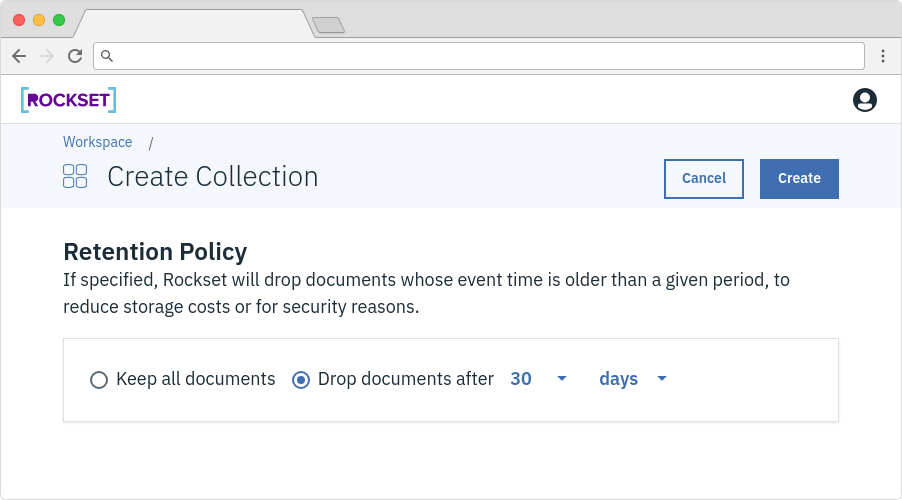 [ROCKSET]
Workspace /
Create Collection
Cancel
Create
Retention Policy
If specified, Rockset will drop documents whose event time is older than a given period, to
reduce storage costs or for security reasons.
Keep all documents Drop documents after 30 days